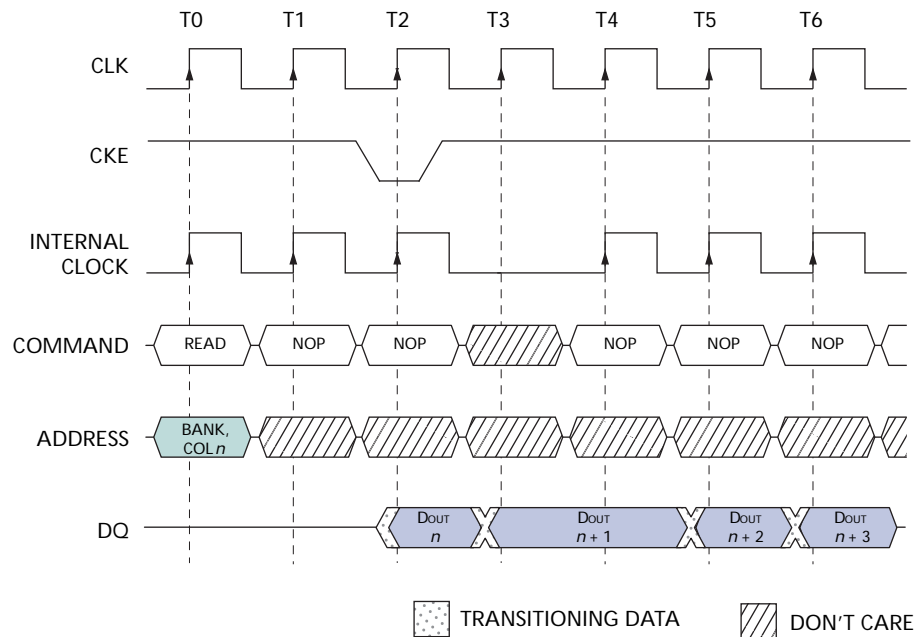 T0 T1 T2 T3 T4 T5 T6
CLK
CKE
INTERNAL
CLOCK
COMMAND READ NOP NOP NOP NOP NOP
ADDRESS BANK,
COL n
DQ DOUT DOUT DOUT DOUT
n n + 1 n + 2 n + 3
TRANSITIONING DATA DON'T CARE